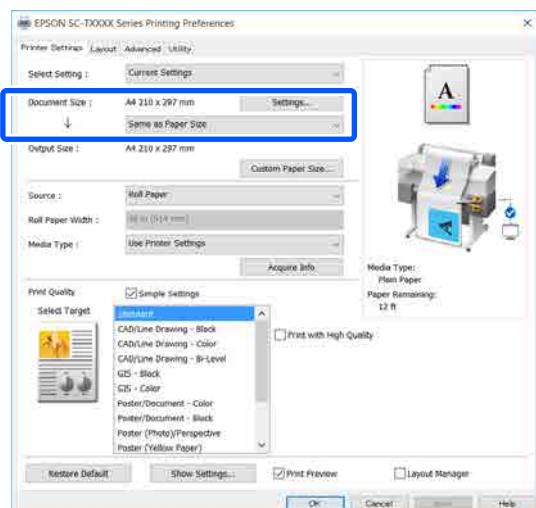 EPSON SC-TXXXX Series Printing Preferences
Printer Settings Layout Advanced Utility
Select Setting : Current Settings
Document Size : A4 210 x 297 mm Settings...
↓ Same as Paper Size
Output Size : A4 210 x 297 mm
Custom Paper Size...
Source : Roll Paper
Roll Paper Width :
Media Type : Use Printer Settings
Acquire Info
A
Media Type:
Plain Paper
Paper Remaining:
12 ft
Print Quality Simple Settings
Select Target
Standard
CAD/Line Drawing - Black
CAD/Line Drawing - Color
CAD/Line Drawing - Bi-Level
GIS - Black
GIS - Color
Poster/Document - Color
Poster/Document - Black
Poster (Photo)/Perspective
Poster (Yellow Paper)
Print with High Quality
Restore Default Show Settings... Print Preview Layout Manager
OK Cancel Help